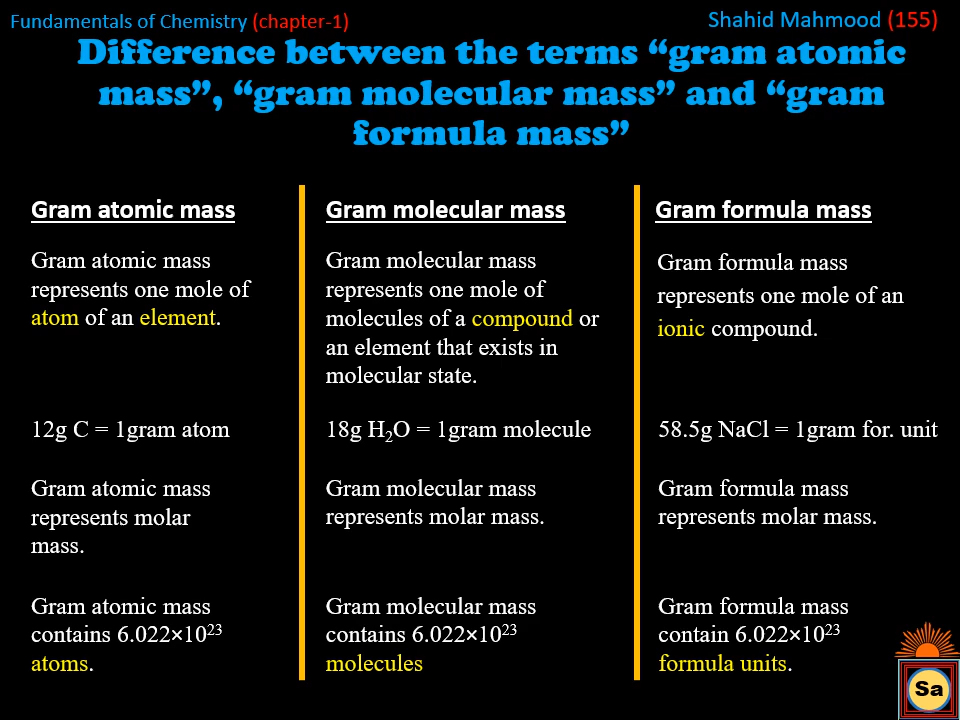 Fundamentals of Chemistry (chapter-1)
Shahid Mahmood (155)
Difference between the terms “gram atomic
mass”, “gram molecular mass” and “gram
formula mass”
Gram atomic mass
Gram atomic mass
represents one mole of
atom of an element.
12g C = 1gram atom
Gram atomic mass
represents molar
mass.
Gram atomic mass
contains 6.022×10²³
atoms.
Gram molecular mass
Gram molecular mass
represents one mole of
molecules of a compound or
an element that exists in
molecular state.
18g H₂O = 1gram molecule
Gram molecular mass
represents molar mass.
Gram molecular mass
contains 6.022×10²³
molecules
Gram formula mass
Gram formula mass
represents one mole of an
ionic compound.
58.5g NaCl = 1gram for. unit
Gram formula mass
represents molar mass.
Gram formula mass
contain 6.022×10²³
formula units.
Sa